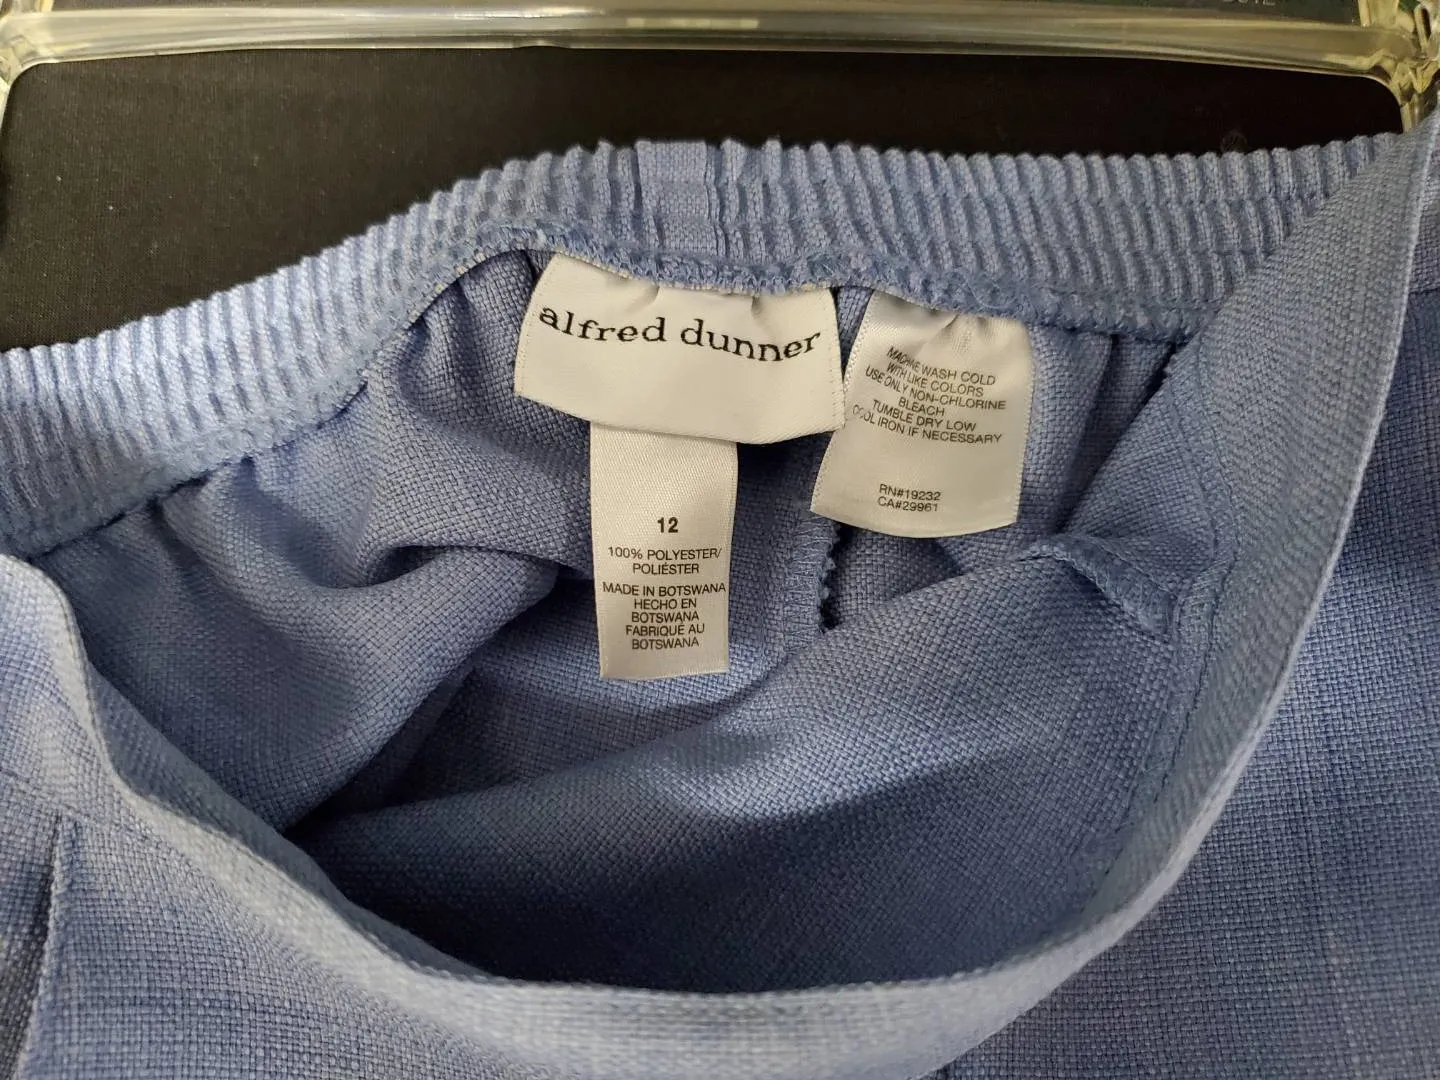 alfred dunner
12
100% POLYESTER/
POLIÉSTER
MADE IN BOTSWANA
HECHO EN
BOTSWANA
FABRIQUÉ AU
BOTSWANA
MACHINE WASH COLD
WITH LIKE COLORS
USE ONLY NON-CHLORINE
BLEACH
TUMBLE DRY LOW
COOL IRON IF NECESSARY
RN#19232
CA#29961